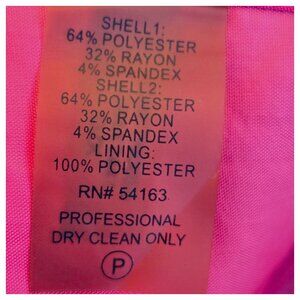 SHELL1:
64% POLYESTER
32% RAYON
4% SPANDEX
SHELL2:
64% POLYESTER
32% RAYON
4% SPANDEX
LINING:
100% POLYESTER
RN# 54163
PROFESSIONAL
DRY CLEAN ONLY
P